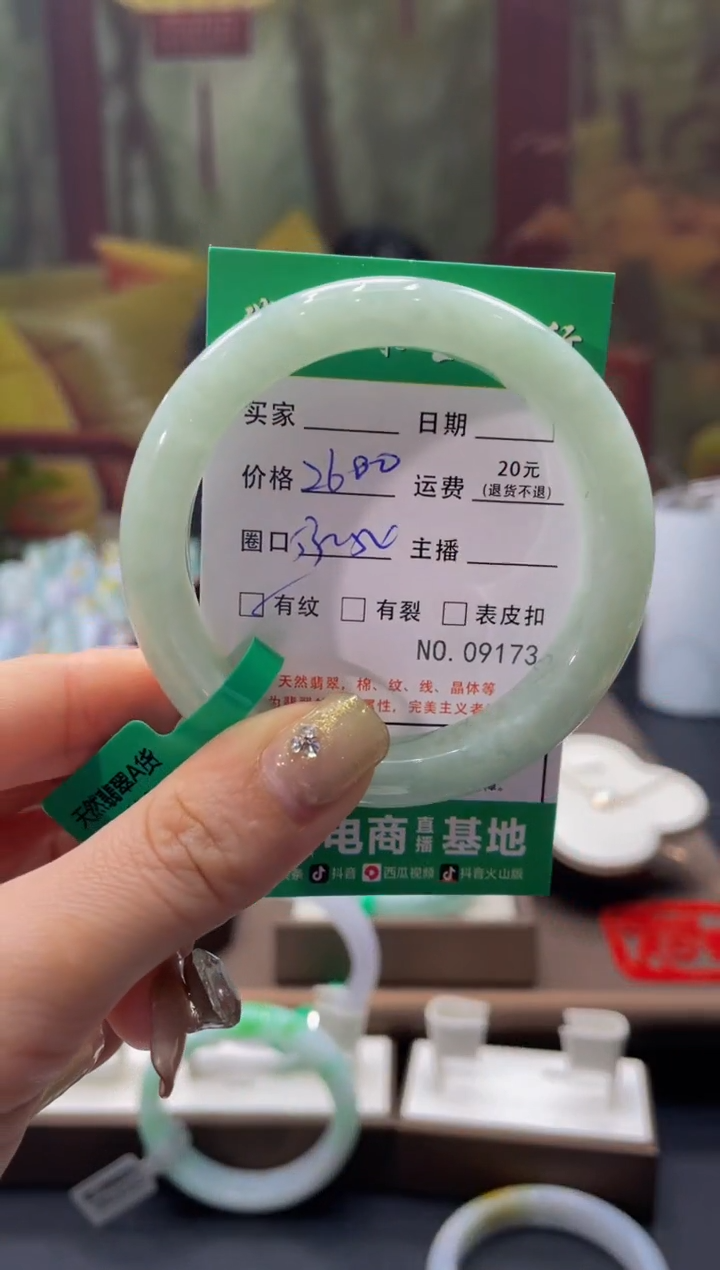 买家 日期
价格 2680 运费 20元
(退货不退)
圈口 主播
有纹 有裂 表皮扣
NO. 09173
天然翡翠，棉、纹、线、晶体等
性，完美主义者
天然翡翠A货
电商 直播 基地
抖音 西瓜视频 抖音火山版